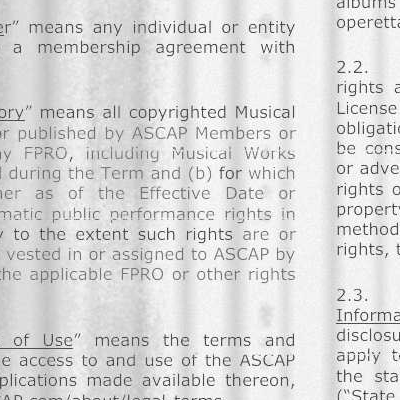 er” means any individual or entity
a membership agreement with
ory” means all copyrighted Musical
or published by ASCAP Members or
ny FPRO, including Musical Works
d during the Term and (b) for which
her as of the Effective Date or
matic public performance rights in
y to the extent such rights are or
vested in or assigned to ASCAP by
the applicable FPRO or other rights
of Use” means the terms and
e access to and use of the ASCAP
plications made available thereon,
CAP.com/about/legal-terms.
albums
operetta
2.2.
rights a
License
obligati
be cons
or adve
rights o
property
method
rights, t
2.3.
Informa
disclosu
apply t
the sta
(“State